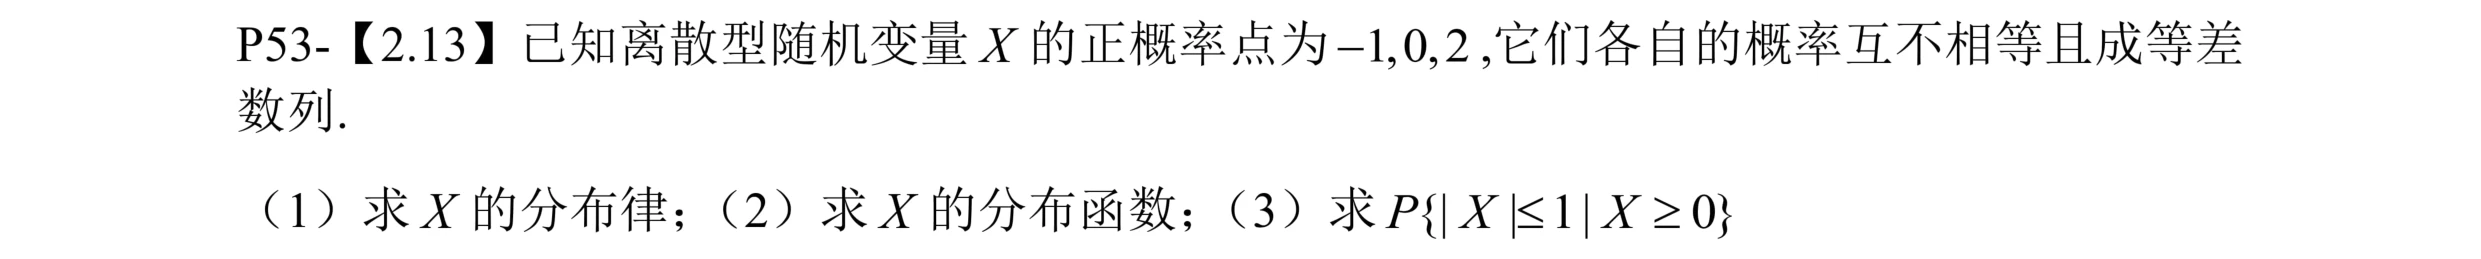 P53-【2.13】已知离散型随机变量 X 的正概率点为 −1,0,2 ,它们各自的概率互不相等且成等差
数列.
（1）求 X 的分布律；（2）求 X 的分布函数；（3）求 P{| X |≤1| X ≥0}